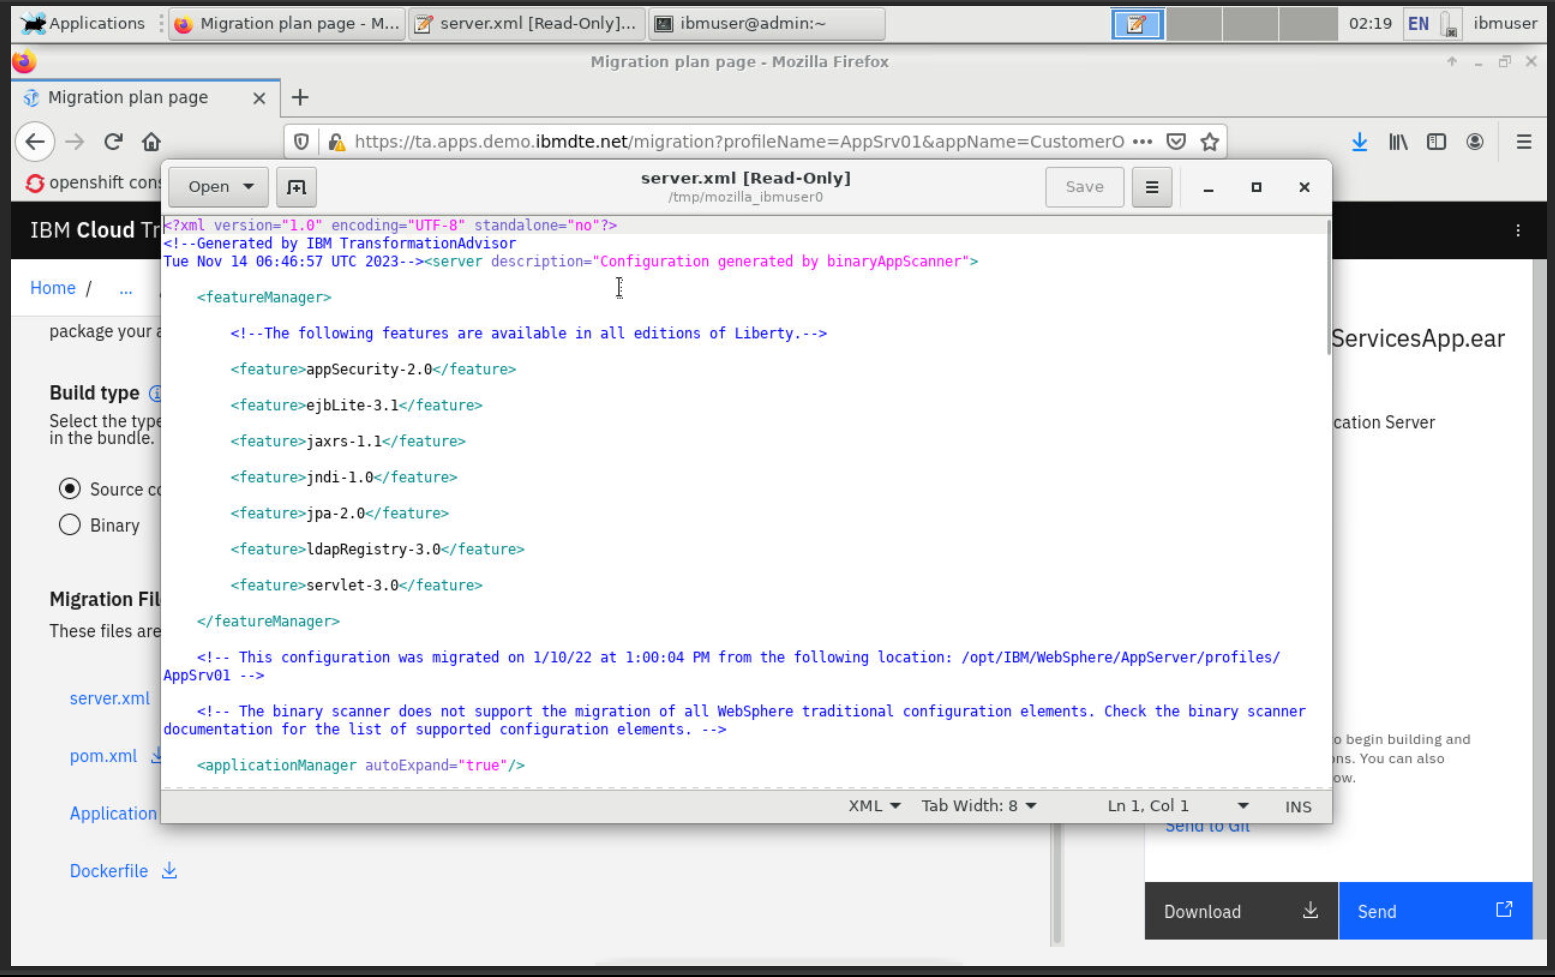 Applications
Migration plan page - M...
server.xml [Read-Only]...
ibmuser@admin:~
02:19
EN
ibmuser
Migration plan page - Mozilla Firefox
Migration plan page
https://ta.apps.demo.ibmdte.net/migration?profileName=AppSrv01&appName=CustomerO
openshift cons
IBM Cloud Tr
Home / ...
package your a
Build type
Select the type
in the bundle.
Source co
Binary
Migration Fil
These files are
server.xml
pom.xml
Application
Dockerfile
Open
server.xml [Read-Only]
/tmp/mozilla_ibmuser0
Save
<?xml version="1.0" encoding="UTF-8" standalone="no"?>
<!--Generated by IBM TransformationAdvisor
Tue Nov 14 06:46:57 UTC 2023--><server description="Configuration generated by binaryAppScanner">
<featureManager>
<!--The following features are available in all editions of Liberty.-->
<feature>appSecurity-2.0</feature>
<feature>ejbLite-3.1</feature>
<feature>jaxrs-1.1</feature>
<feature>jndi-1.0</feature>
<feature>jpa-2.0</feature>
<feature>ldapRegistry-3.0</feature>
<feature>servlet-3.0</feature>
</featureManager>
<!-- This configuration was migrated on 1/10/22 at 1:00:04 PM from the following location: /opt/IBM/WebSphere/AppServer/profiles/
AppSrv01 -->
<!-- The binary scanner does not support the migration of all WebSphere traditional configuration elements. Check the binary scanner
documentation for the list of supported configuration elements. -->
<applicationManager autoExpand="true"/>
XML
Tab Width: 8
Ln 1, Col 1
INS
ServicesApp.ear
cation Server
o begin building and
ns. You can also
ow.
Send to Git
Download
Send